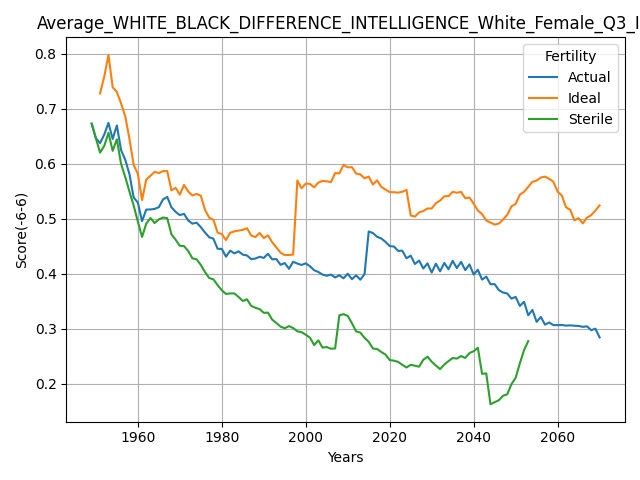 Average_WHITE_BLACK_DIFFERENCE_INTELLIGENCE_White_Female_Q3_
Fertility
Actual
Ideal
Sterile
Score(-6-6)
0.8
0.7
0.6
0.5
0.4
0.3
0.2
1960 1980 2000 2020 2040 2060
Years